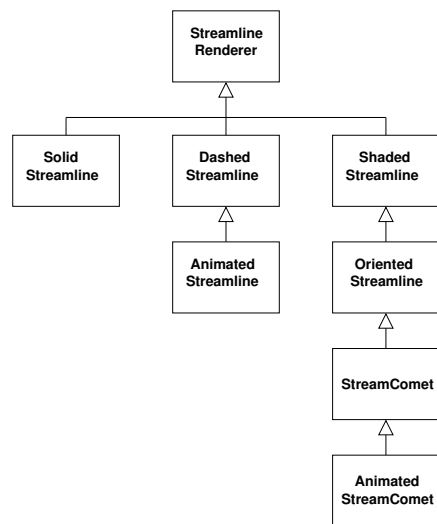 Streamline
Renderer
Solid
Streamline
Dashed
Streamline
Shaded
Streamline
Animated
Streamline
Oriented
Streamline
StreamComet
Animated
StreamComet